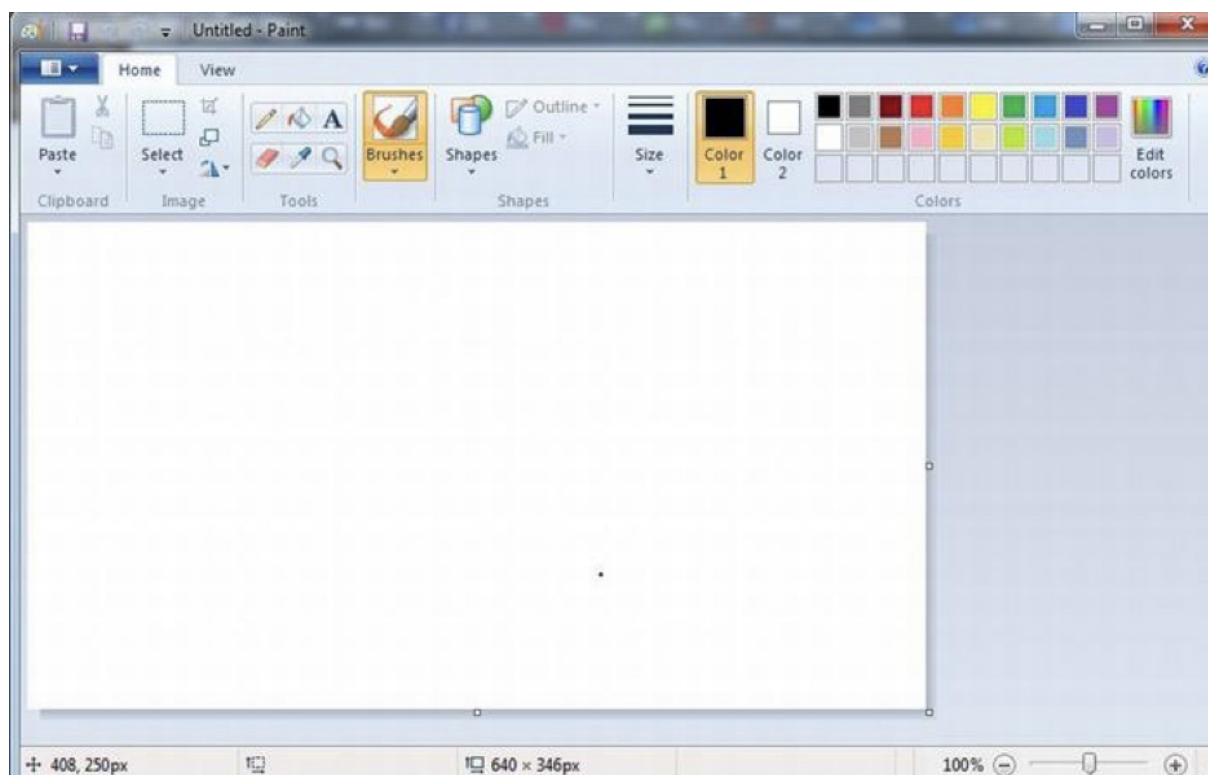 Untitled - Paint
Home View
Paste
Select
A
Brushes
Shapes
Outline
Fill
Size
Color 1
Color 2
Edit colors
Clipboard Image Tools Shapes Colors
408, 250px 640 × 346px 100%